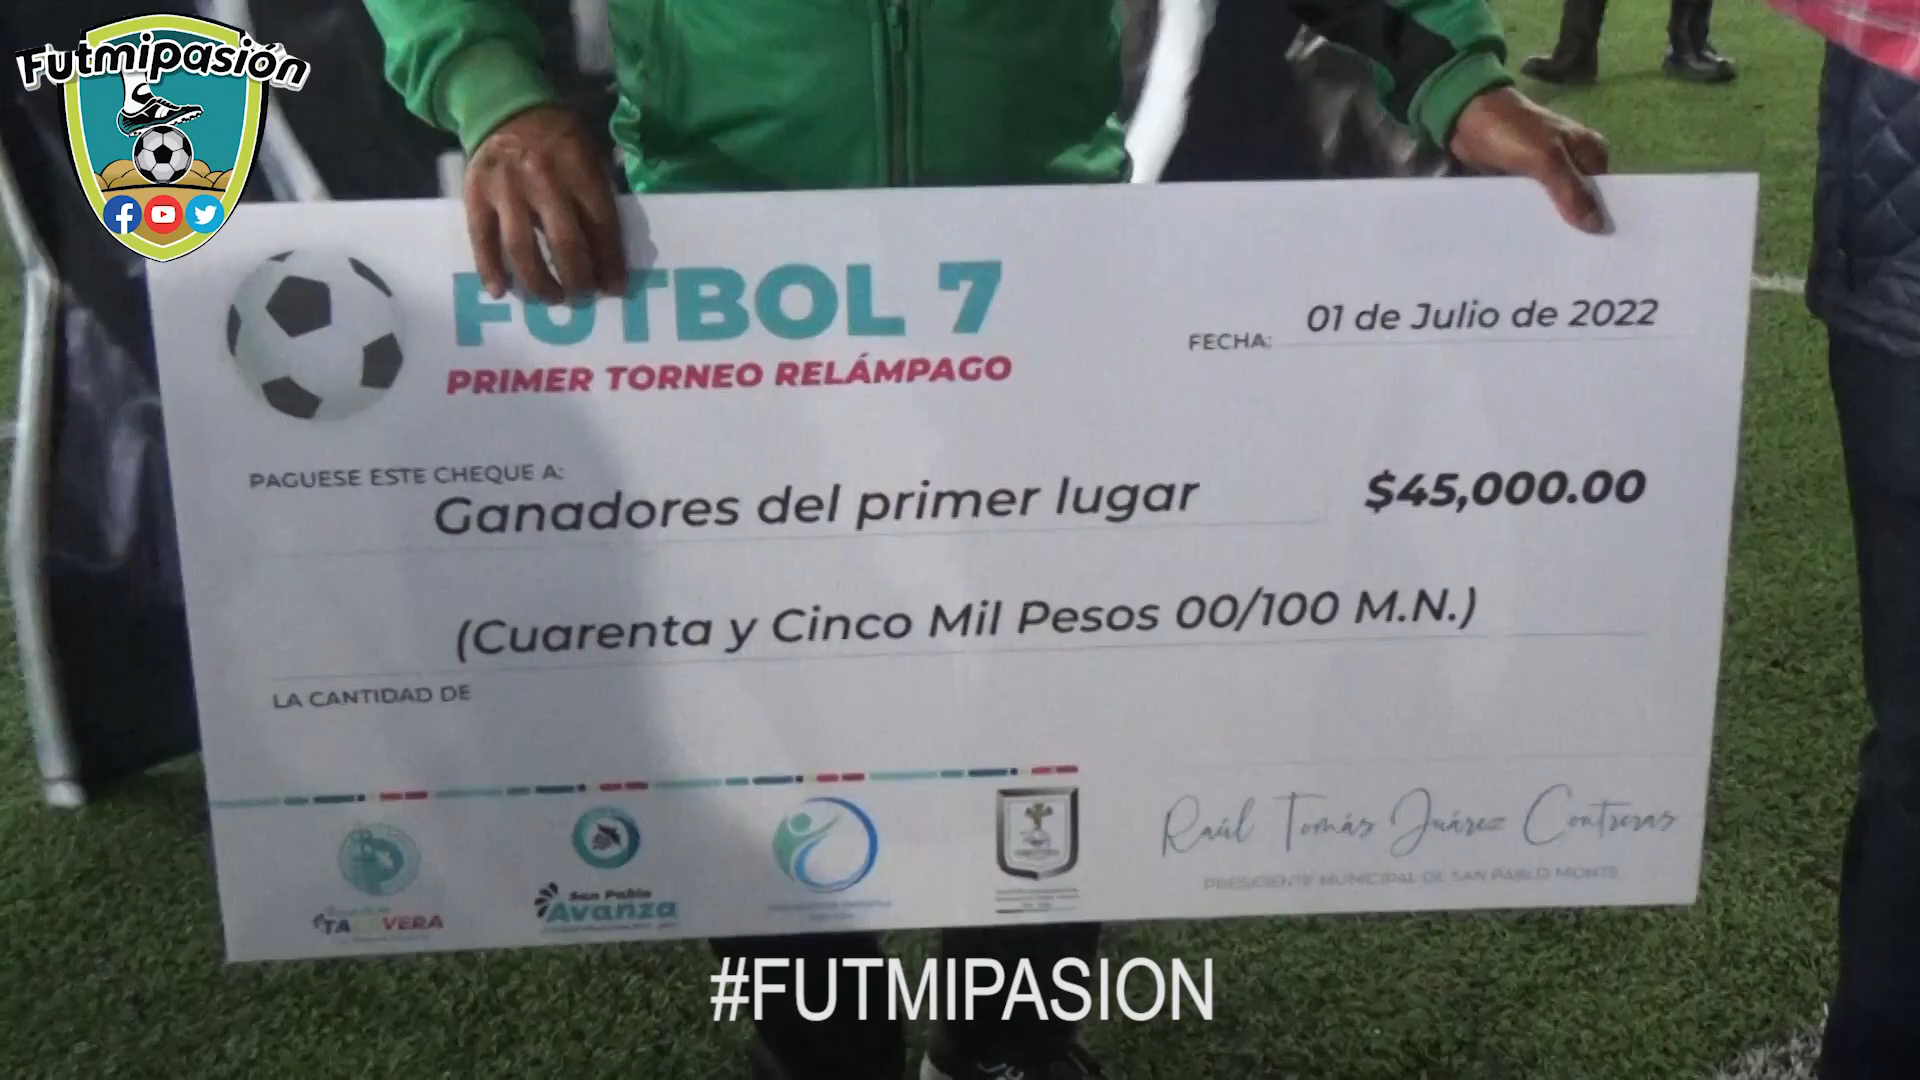 Futmipasión
FUTBOL 7
PRIMER TORNEO RELÁMPAGO
FECHA: 01 de Julio de 2022
PAGUESE ESTE CHEQUE A:
Ganadores del primer lugar $45,000.00
(Cuarenta y Cinco Mil Pesos 00/100 M.N.)
LA CANTIDAD DE
Raúl Tomás Juárez Contreras
PRESIDENTE MUNICIPAL DE SAN PABLO MONTE
San Pablo
Avanza
#FUTMIPASION